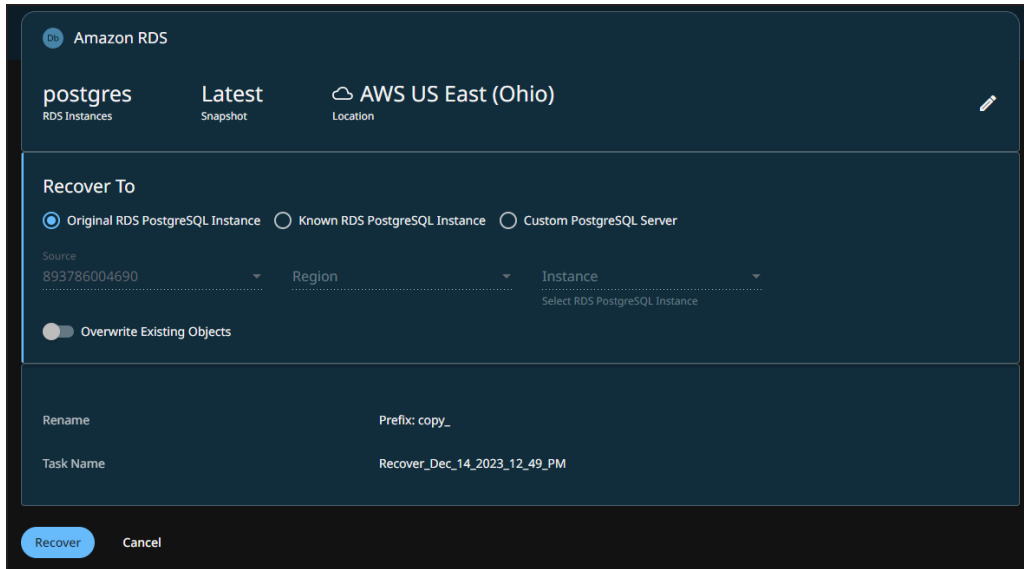 Db Amazon RDS
postgres Latest AWS US East (Ohio)
RDS Instances Snapshot Location
Recover To
Original RDS PostgreSQL Instance Known RDS PostgreSQL Instance Custom PostgreSQL Server
Source
893786004690 Region Instance
Select RDS PostgreSQL Instance
Overwrite Existing Objects
Rename Prefix: copy_
Task Name Recover_Dec_14_2023_12_49_PM
Recover Cancel